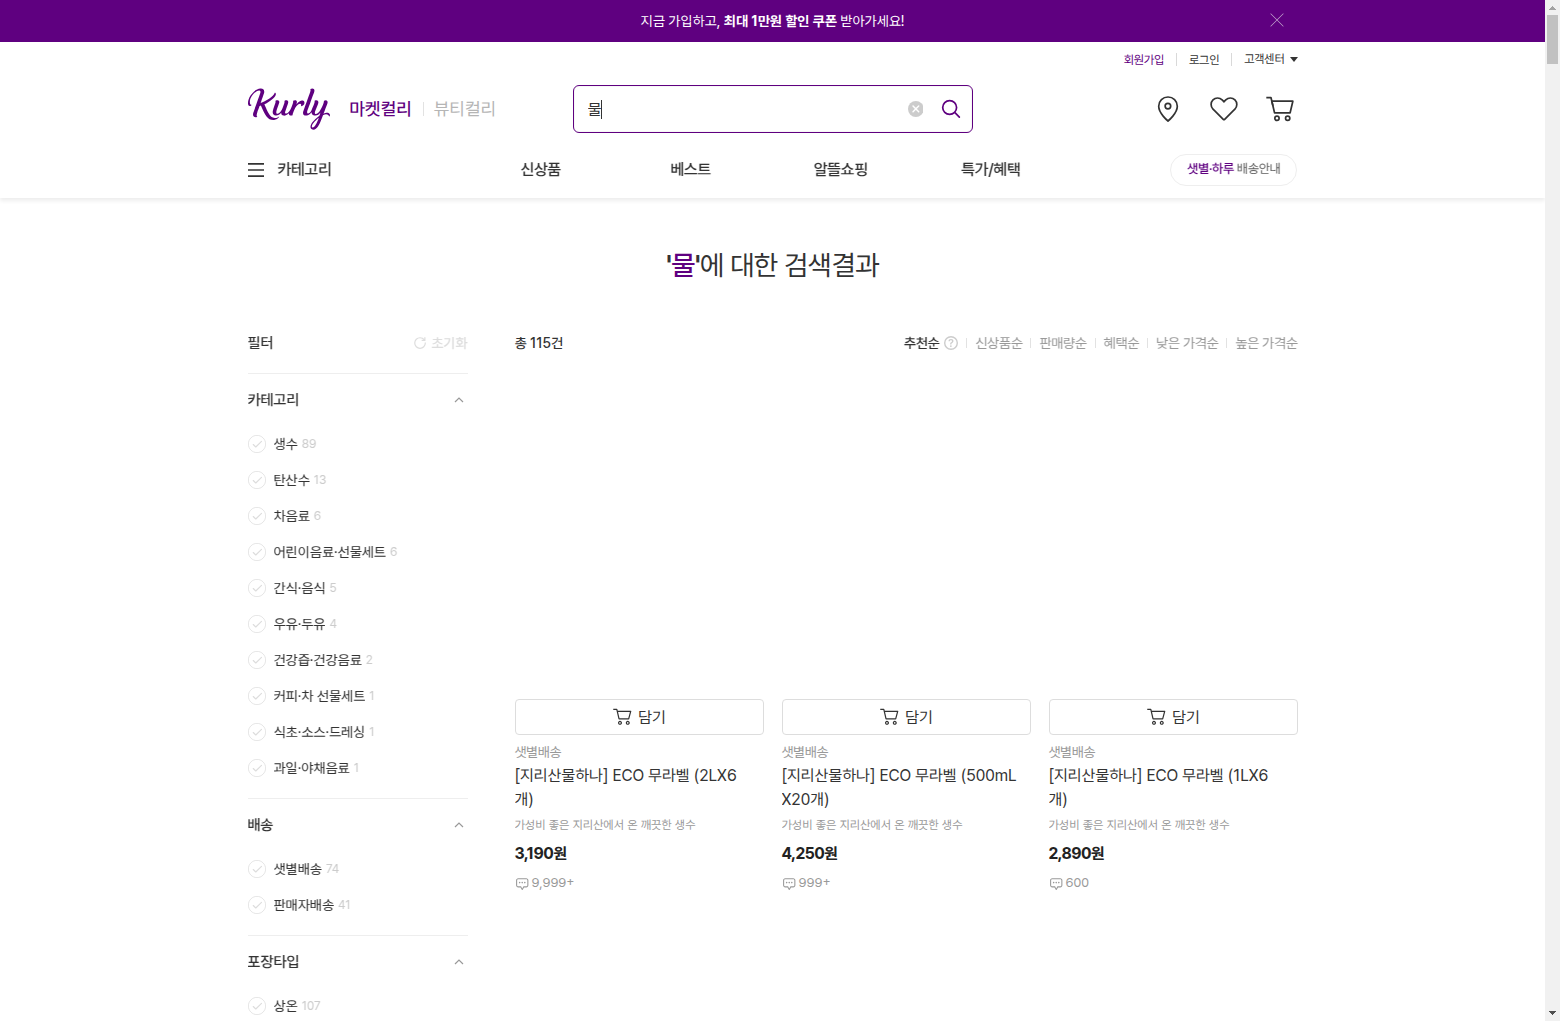 지금 가입하고, 최대 1만원 할인 쿠폰 받아가세요!
회원가입
로그인
고객센터
Kurly
마켓컬리
뷰티컬리
물
카테고리
신상품
베스트
알뜰쇼핑
특가/혜택
샛별·하루 배송안내
'물'에 대한 검색결과
필터
초기화
총 115건
추천순
신상품순
판매량순
혜택순
낮은 가격순
높은 가격순
카테고리
생수 89
탄산수 13
차음료 6
어린이음료·선물세트 6
간식·음식 5
우유·두유 4
건강즙·건강음료 2
커피·차 선물세트 1
식초·소스·드레싱 1
과일·야채음료 1
배송
샛별배송 74
판매자배송 41
포장타입
상온 107
담기
샛별배송
[지리산물하나] ECO 무라벨 (2LX6
개)
가성비 좋은 지리산에서 온 깨끗한 생수
3,190원
9,999+
담기
샛별배송
[지리산물하나] ECO 무라벨 (500mL
X20개)
가성비 좋은 지리산에서 온 깨끗한 생수
4,250원
999+
담기
샛별배송
[지리산물하나] ECO 무라벨 (1LX6
개)
가성비 좋은 지리산에서 온 깨끗한 생수
2,890원
600